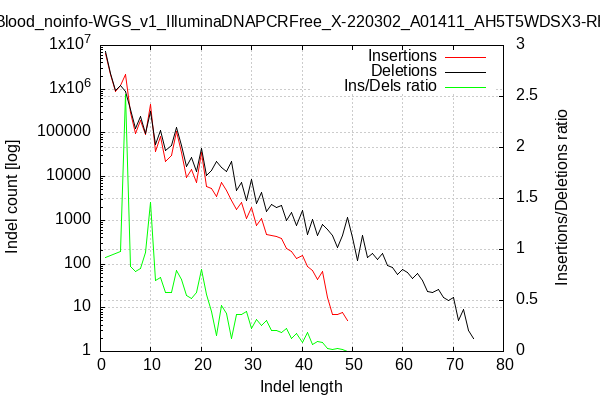 Blood_noinfo-WGS_v1_IlluminaDNAPCRFree_X-220302_A01411_AH5T5WDSX3-RE
Insertions
Deletions
Ins/Dels ratio
1x10^7
1x10^6
100000
10000
1000
100
10
1
3
2.5
2
1.5
1
0.5
0
0 10 20 30 40 50 60 70 80
Indel count [log]
Insertions/Deletions ratio
Indel length